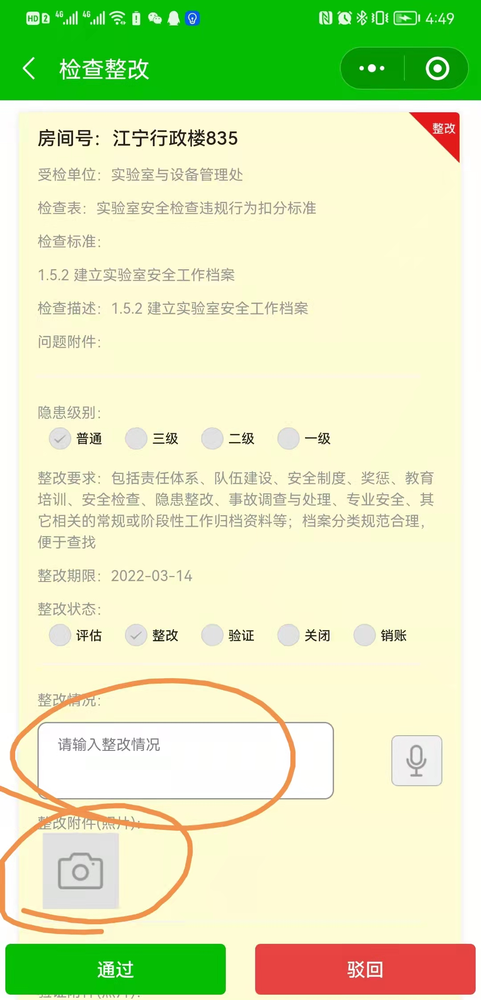 HD 2 4G 4G 4:49
检查整改
房间号：江宁行政楼835
整改
受检单位：实验室与设备管理处
检查表：实验室安全检查违规行为扣分标准
检查标准：
1.5.2 建立实验室安全工作档案
检查描述：1.5.2 建立实验室安全工作档案
问题附件：
隐患级别：
普通 三级 二级 一级
整改要求：包括责任体系、队伍建设、安全制度、奖惩、教育
培训、安全检查、隐患整改、事故调查与处理、专业安全、其
它相关的常规或阶段性工作归档资料等；档案分类规范合理，
便于查找
整改期限：2022-03-14
整改状态：
评估 整改 验证 关闭 销账
整改情况：
请输入整改情况
整改附件(照片)：
通过 驳回
验证附件(照片)：